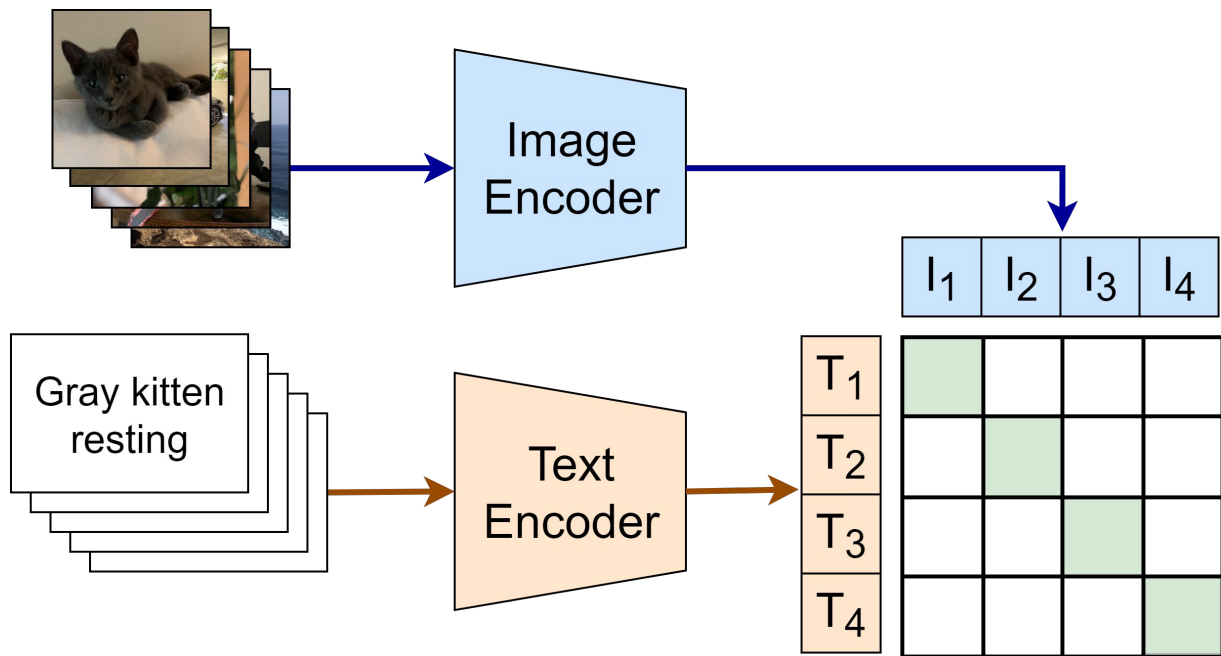 Image
Encoder
I₁ I₂ I₃ I₄
Gray kitten
resting
Text
Encoder
T₁
T₂
T₃
T₄